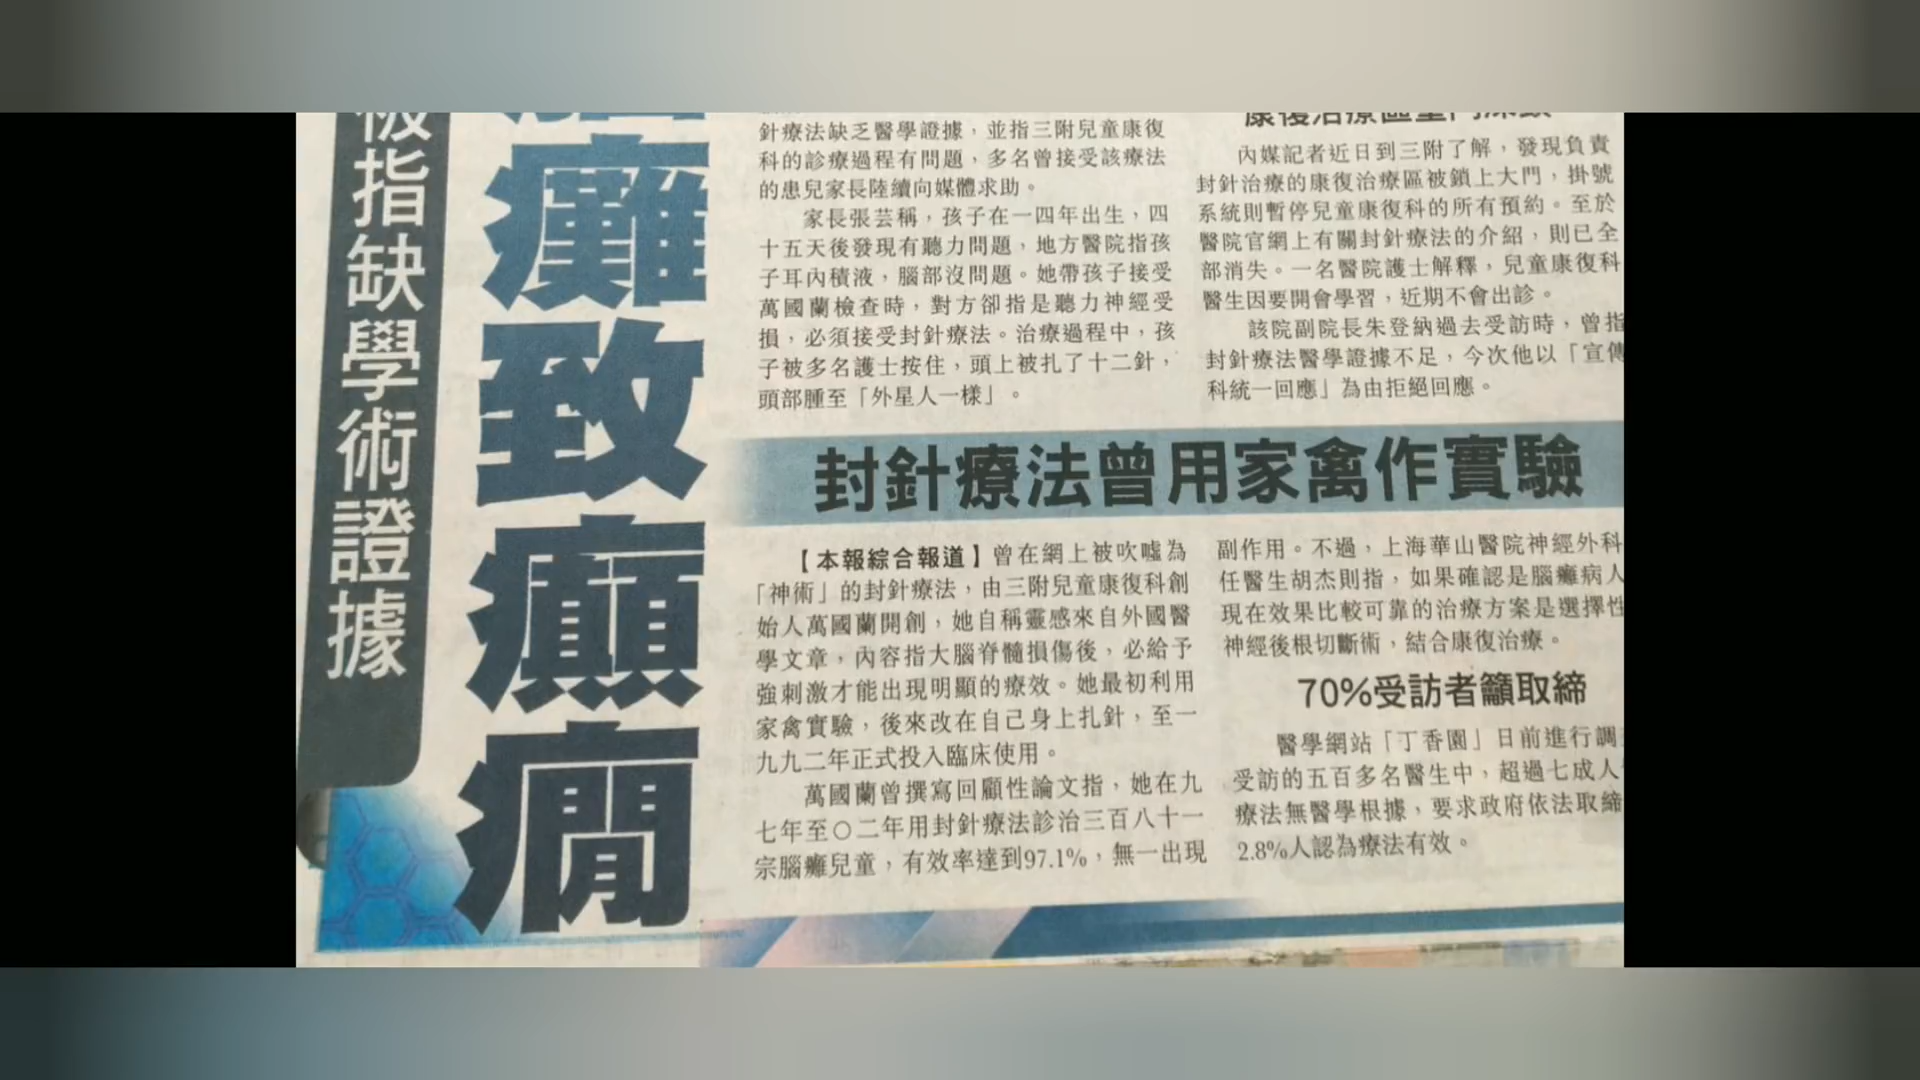 被指缺學術證據
癱致癲癇
針療法缺乏醫學證據，並指三附兒童康復
科的診療過程有問題，多名曾接受該療法
的患兒家長陸續向媒體求助。
家長張芸稱，孩子在一四年出生，四
十五天後發現有聽力問題，地方醫院指孩
子耳內積液，腦部沒問題。她帶孩子接受
萬國蘭檢查時，對方卻指是聽力神經受
損，必須接受封針療法。治療過程中，孩
子被多名護士按住，頭上被扎了十二針，
頭部腫至「外星人一樣」。
內媒記者近日到三附了解，發現負責
封針治療的康復治療區被鎖上大門，掛號
系統則暫停兒童康復科的所有預約。至於
醫院官網上有關封針療法的介紹，則已全
部消失。一名醫院護士解釋，兒童康復科
醫生因要開會學習，近期不會出診。
該院副院長朱登納過去受訪時，曾指
封針療法醫學證據不足，今次他以「宣傳
科統一回應」為由拒絕回應。
封針療法曾用家禽作實驗
【本報綜合報道】曾在網上被吹噓為
「神術」的封針療法，由三附兒童康復科創
始人萬國蘭開創，她自稱靈感來自外國醫
學文章，內容指大腦脊髓損傷後，必給予
強刺激才能出現明顯的療效。她最初利用
家禽實驗，後來改在自己身上扎針，至一
九九二年正式投入臨床使用。
萬國蘭曾撰寫回顧性論文指，她在九
七年至○二年用封針療法診治三百八十一
宗腦癱兒童，有效率達到97.1%，無一出現
副作用。不過，上海華山醫院神經外科
任醫生胡杰則指，如果確認是腦癱病人
現在效果比較可靠的治療方案是選擇性
神經後根切斷術，結合康復治療。
70%受訪者籲取締
醫學網站「丁香園」日前進行調
受訪的五百多名醫生中，超過七成人
療法無醫學根據，要求政府依法取締
2.8%人認為療法有效。